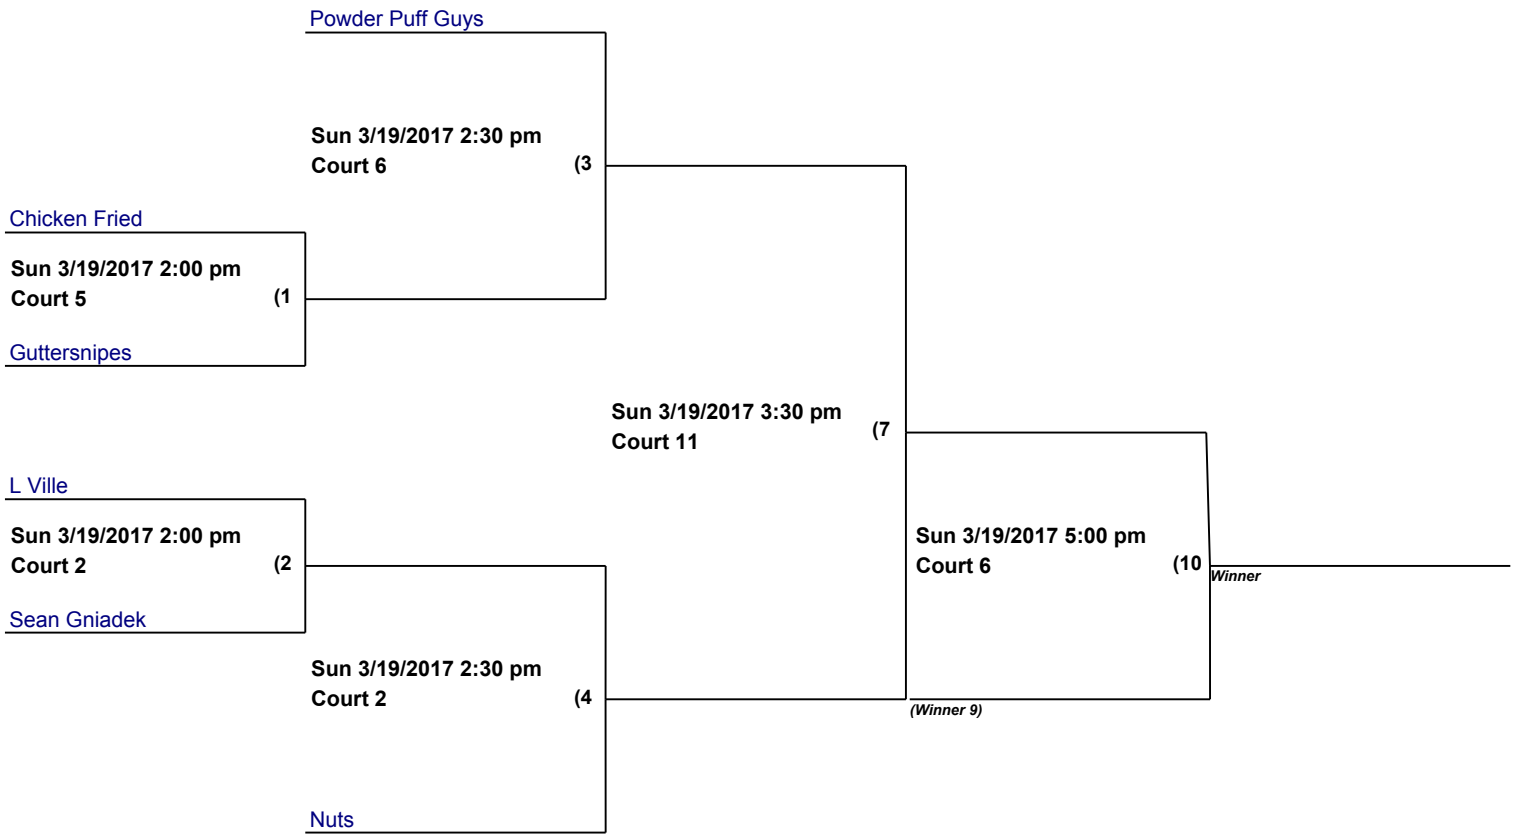 Powder Puff Guys
Sun 3/19/2017 2:30 pm
Court 6 (3
Chicken Fried
Sun 3/19/2017 2:00 pm
Court 5 (1
Guttersnipes
Sun 3/19/2017 3:30 pm
Court 11 (7
L Ville
Sun 3/19/2017 2:00 pm
Court 2 (2
Sean Gniadek
Sun 3/19/2017 5:00 pm
Court 6 (10
Winner
Sun 3/19/2017 2:30 pm
Court 2 (4
(Winner 9)
Nuts